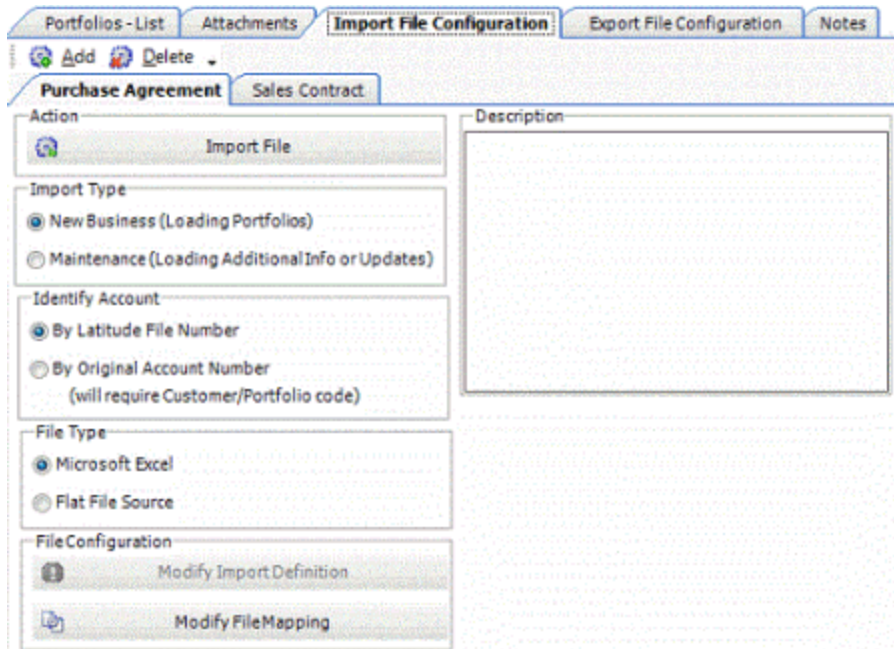 Portfolios - List Attachments Import File Configuration Export File Configuration Notes
Add Delete
Purchase Agreement Sales Contract
Action
Import File
Import Type
New Business (Loading Portfolios)
Maintenance (Loading Additional Info or Updates)
Identify Account
By Latitude File Number
By Original Account Number
(will require Customer/Portfolio code)
File Type
Microsoft Excel
Flat File Source
File Configuration
Modify Import Definition
Modify File Mapping
Description